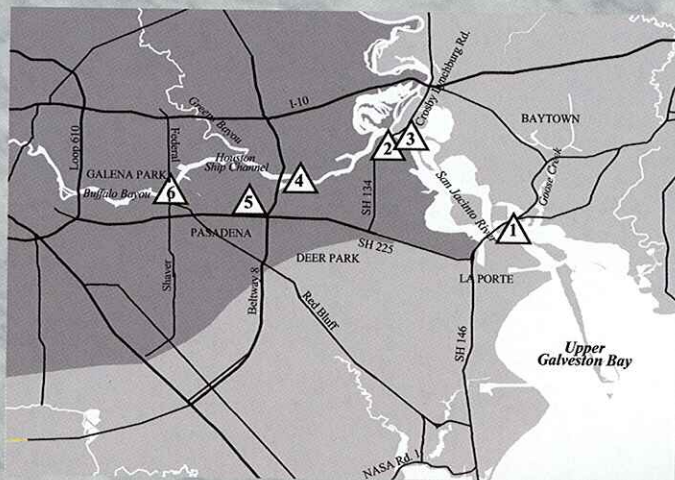 Crosby Lynchburg Rd.
I-10
Greens Bayou
BAYTOWN
Loop 610
Federal
Houston
Ship Channel
3
2
GALENA PARK
4
Goose Creek
Buffalo Bayou
6
5
SH 134
San Jacinto River
1
PASADENA
SH 225
DEER PARK
LA PORTE
Shaver
Beltway 8
Red Bluff
SH 146
Upper
Galveston Bay
NASA Rd. 1